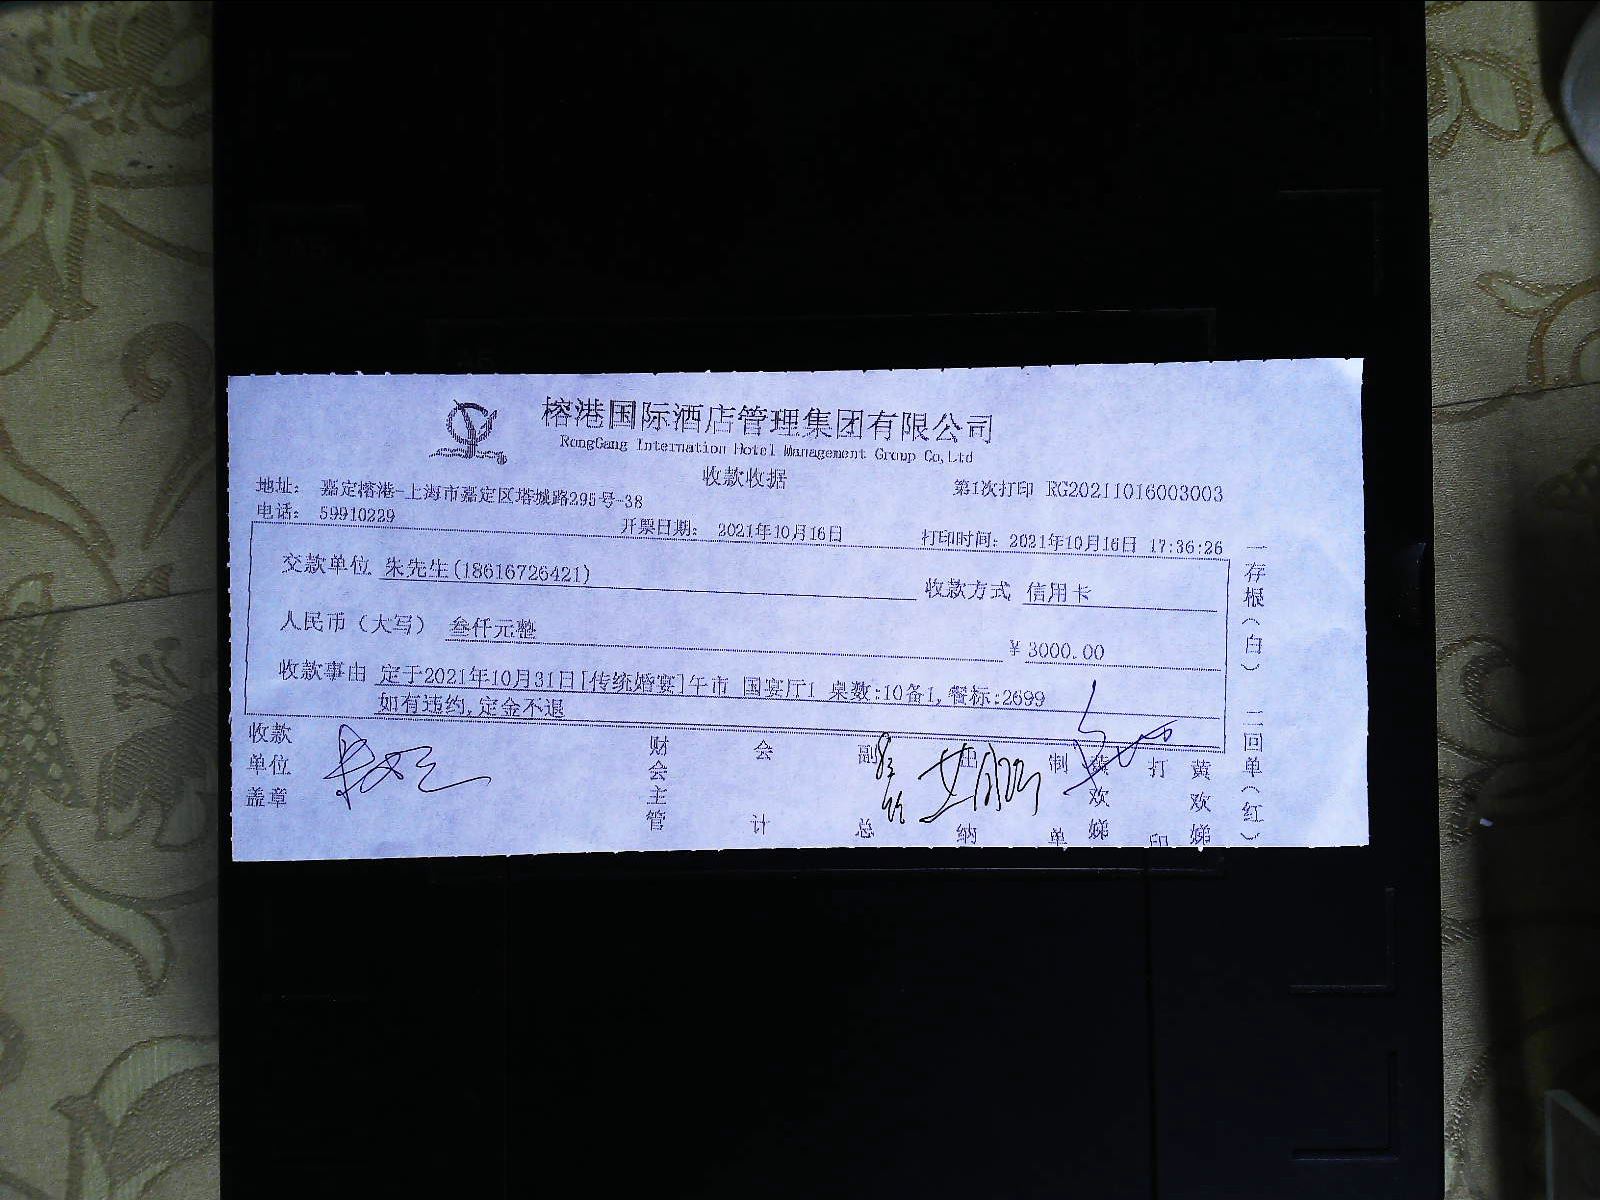 榕港国际酒店管理集团有限公司
RongGang Internation Hotel Management Group Co,Ltd
收款收据
地址： 嘉定榕港-上海市嘉定区塔城路295号-38
第1次打印 RG20211016003003
电话： 59910229
开票日期： 2021年10月16日
打印时间：2021年10月16日 17:36:26
交款单位 朱先生(18616726421)
收款方式 信用卡
人民币（大写） 叁仟元整
￥3000.00
收款事由 定于2021年10月31日[传统婚宴]午市 国宴厅1 桌数:10备1,餐标:2699
如有违约,定金不退
收款单位盖章
财会主管
会计
副总
出纳
制单
黄欢娣
打印
黄欢娣
一存根（白）
二回单（红）